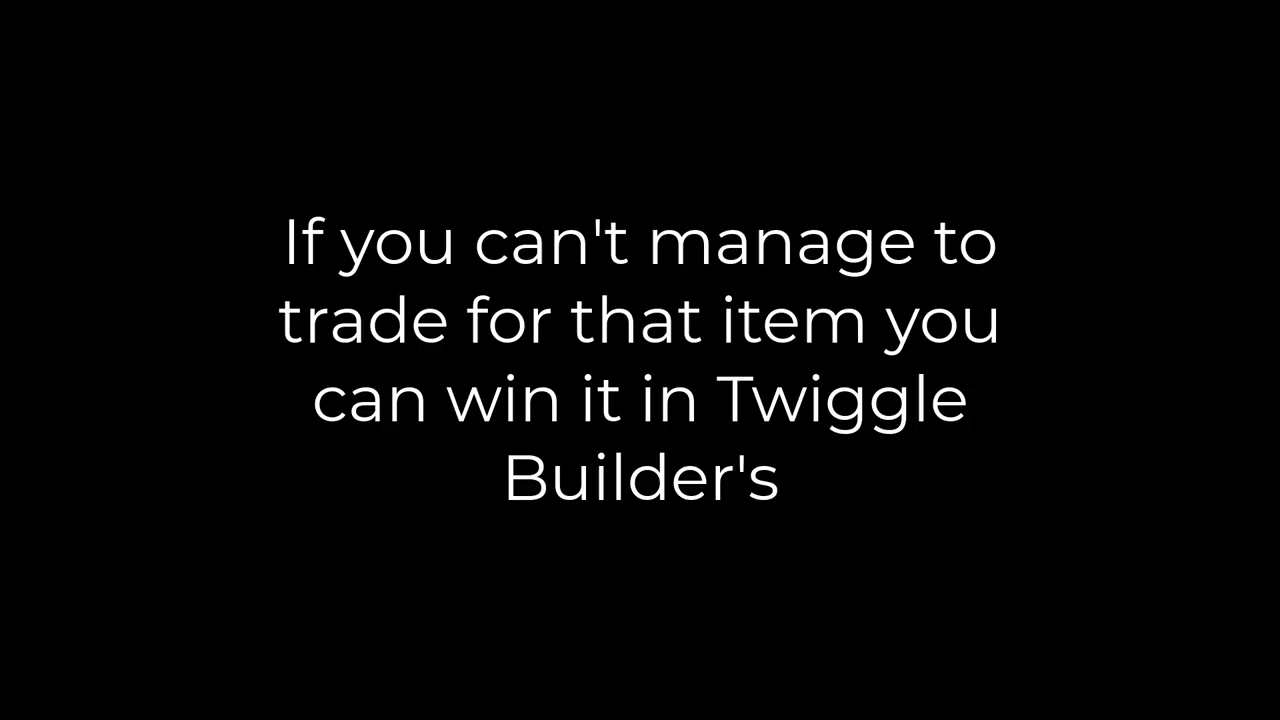 If you can't manage to
trade for that item you
can win it in Twiggle
Builder's